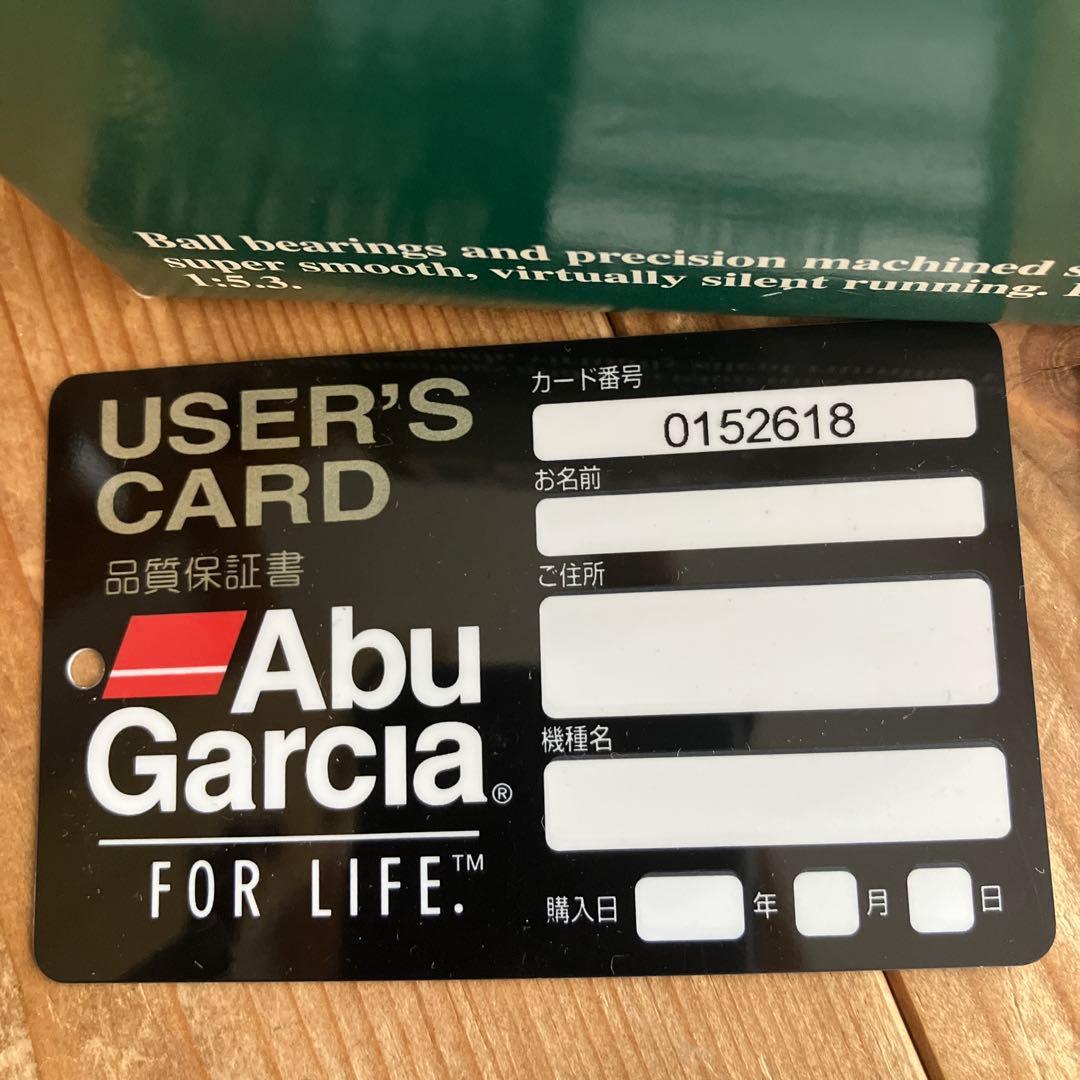 Ball bearings and precision machined
super smooth, virtually silent running.
1:5.3.
USER'S
CARD
品質保証書
Abu
Garcia®
FOR LIFE.™
カード番号
0152618
お名前
ご住所
機種名
購入日 年 月 日